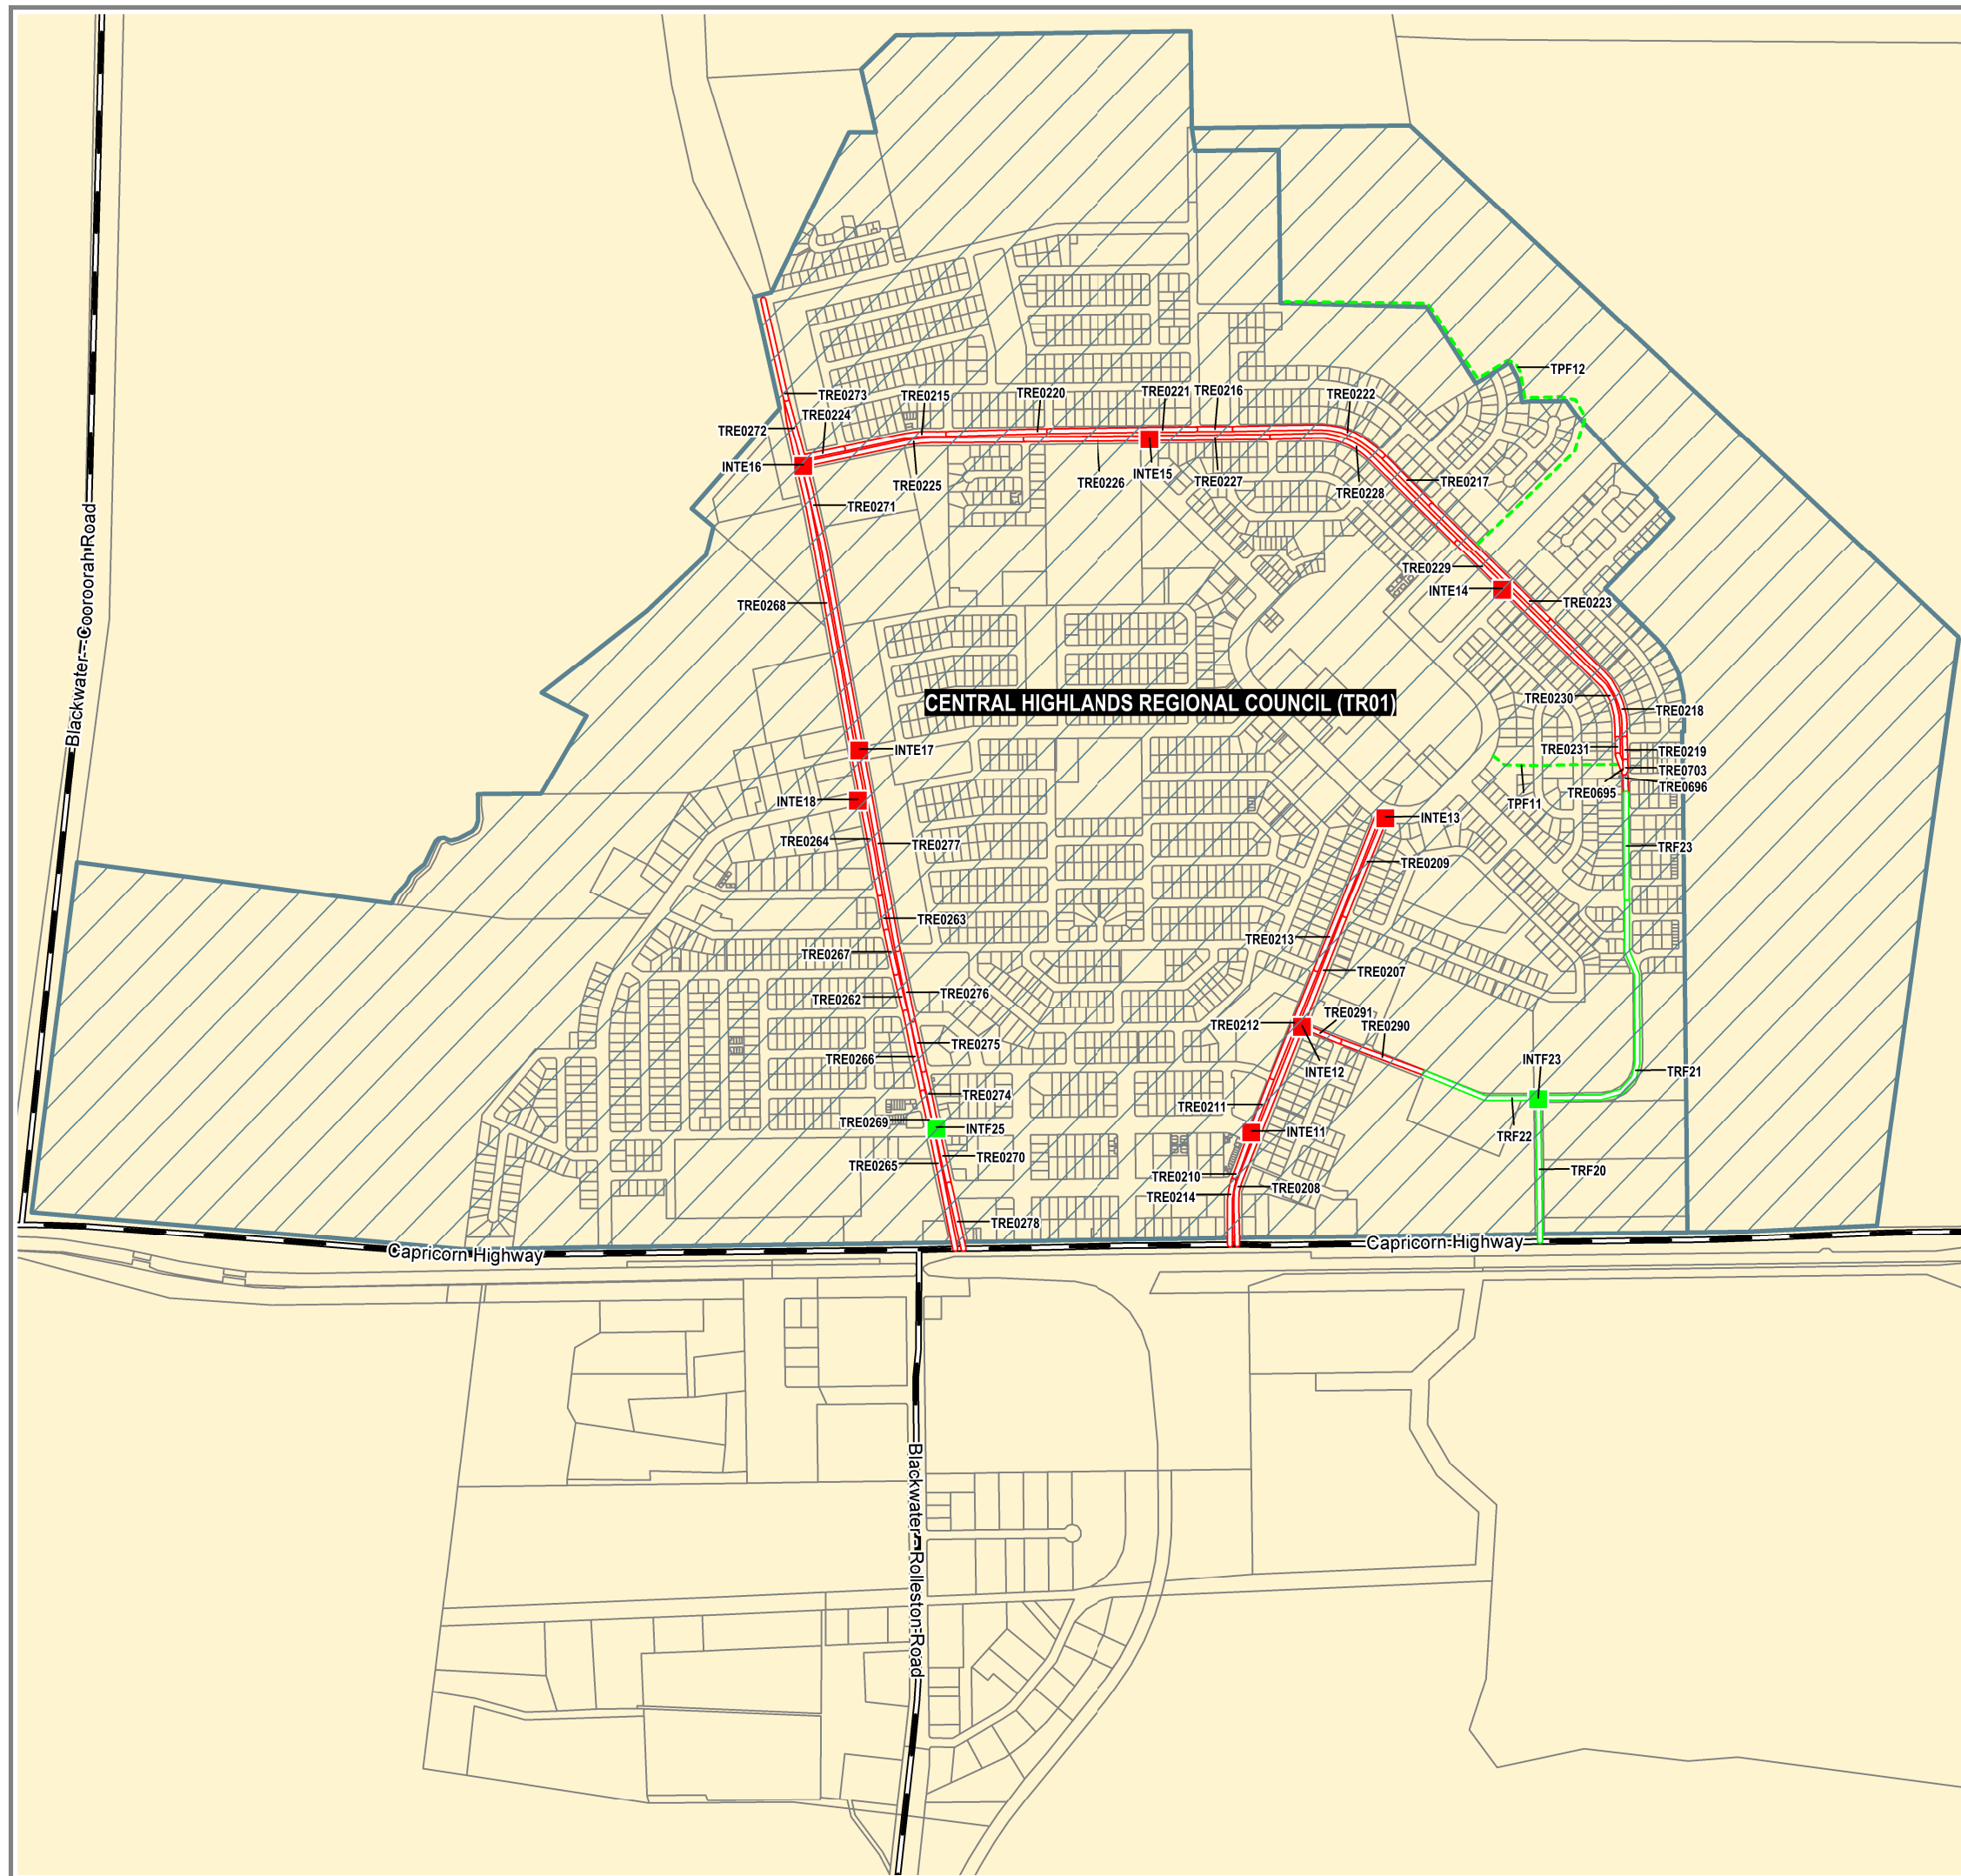 TPF12
TRE0273
TRE0215
TRE0220
TRE0221
TRE0216
TRE0222
TRE0272
TRE0224
INTE16
TRE0225
TRE0226
INTE15
TRE0227
TRE0228
TRE0217
TRE0271
TRE0229
INTE14
TRE0223
TRE0268
Blackwater - Cooroorah Road
CENTRAL HIGHLANDS REGIONAL COUNCIL (TR01)
TRE0230
TRE0218
INTE17
TRE0231
TRE0219
TRE0703
TRE0696
TRE0695
TPF11
INTE18
INTE13
TRE0264
TRE0277
TRF23
TRE0209
TRE0263
TRE0213
TRE0267
TRE0207
TRE0276
TRE0262
TRE0291
TRE0212
TRE0290
TRE0275
TRE0266
INTE12
INTF23
TRF21
TRE0274
TRE0211
TRE0269
INTF25
INTE11
TRF22
TRE0270
TRE0265
TRE0210
TRE0208
TRE0214
TRF20
TRE0278
Capricorn Highway
Capricorn Highway
Blackwater - Rolleston Road